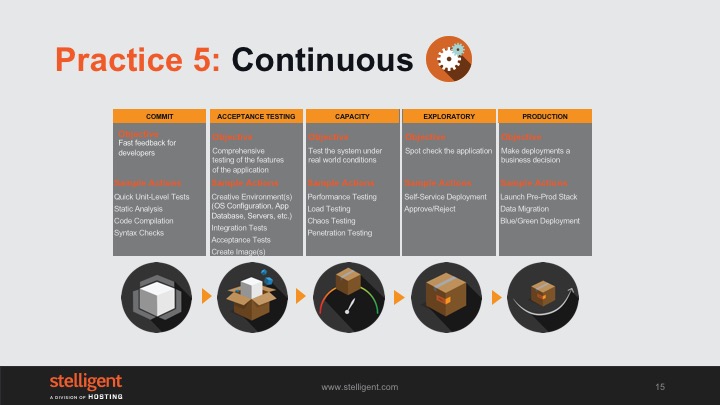 Practice 5: Continuous
COMMIT
Objective
Fast feedback for
developers
Sample Actions
Quick Unit-Level Tests
Static Analysis
Code Compilation
Syntax Checks
ACCEPTANCE TESTING
Objective
Comprehensive
testing of the features
of the application
Sample Actions
Creative Environment(s)
(OS Configuration, App
Database, Servers, etc.)
Integration Tests
Acceptance Tests
Create Image(s)
CAPACITY
Objective
Test the system under
real world conditions
Sample Actions
Performance Testing
Load Testing
Chaos Testing
Penetration Testing
EXPLORATORY
Objective
Spot check the application
Sample Actions
Self-Service Deployment
Approve/Reject
PRODUCTION
Objective
Make deployments a
business decision
Sample Actions
Launch Pre-Prod Stack
Data Migration
Blue/Green Deployment
stelligent
A DIVISION OF HOSTING
www.stelligent.com
15